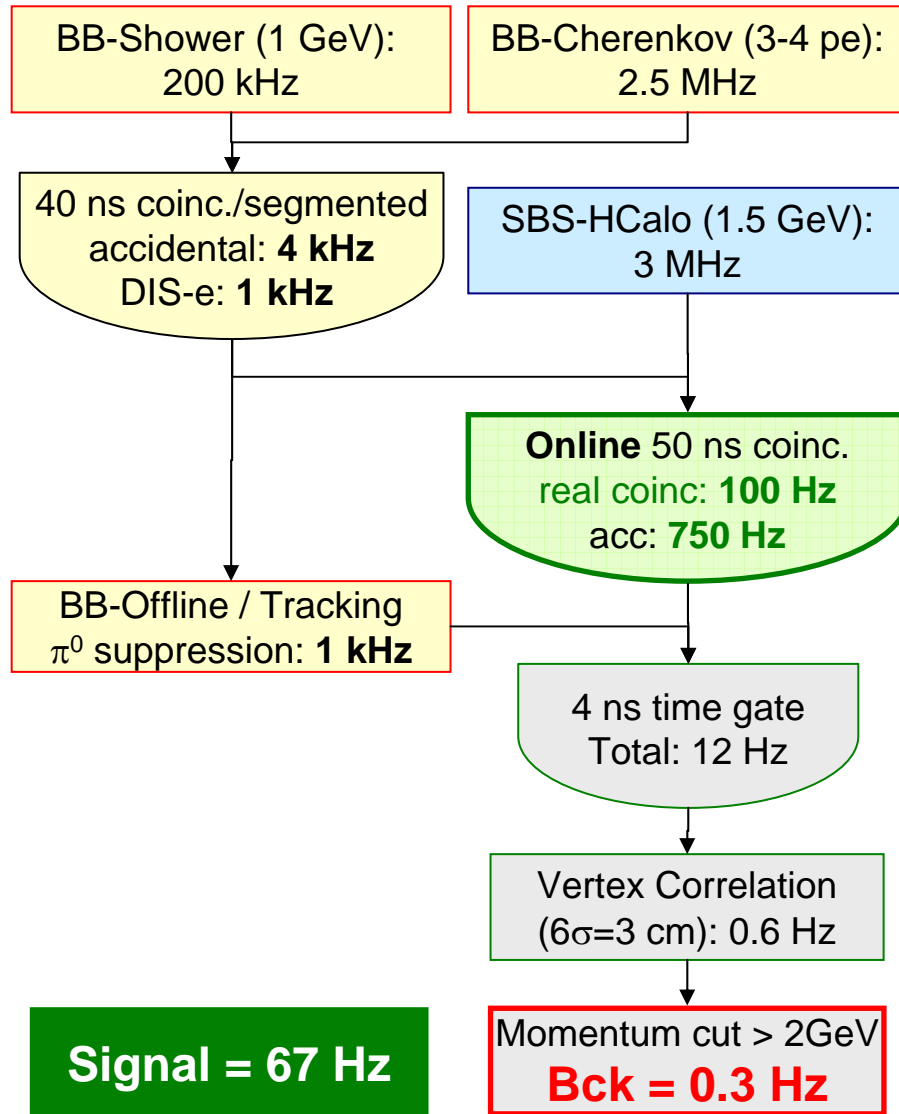 BB-Shower (1 GeV):
200 kHz
BB-Cherenkov (3-4 pe):
2.5 MHz
40 ns coinc./segmented
accidental: 4 kHz
DIS-e: 1 kHz
SBS-HCalo (1.5 GeV):
3 MHz
Online 50 ns coinc.
real coinc: 100 Hz
acc: 750 Hz
BB-Offline / Tracking
π⁰ suppression: 1 kHz
4 ns time gate
Total: 12 Hz
Vertex Correlation
(6σ=3 cm): 0.6 Hz
Signal = 67 Hz
Momentum cut > 2GeV
Bck = 0.3 Hz